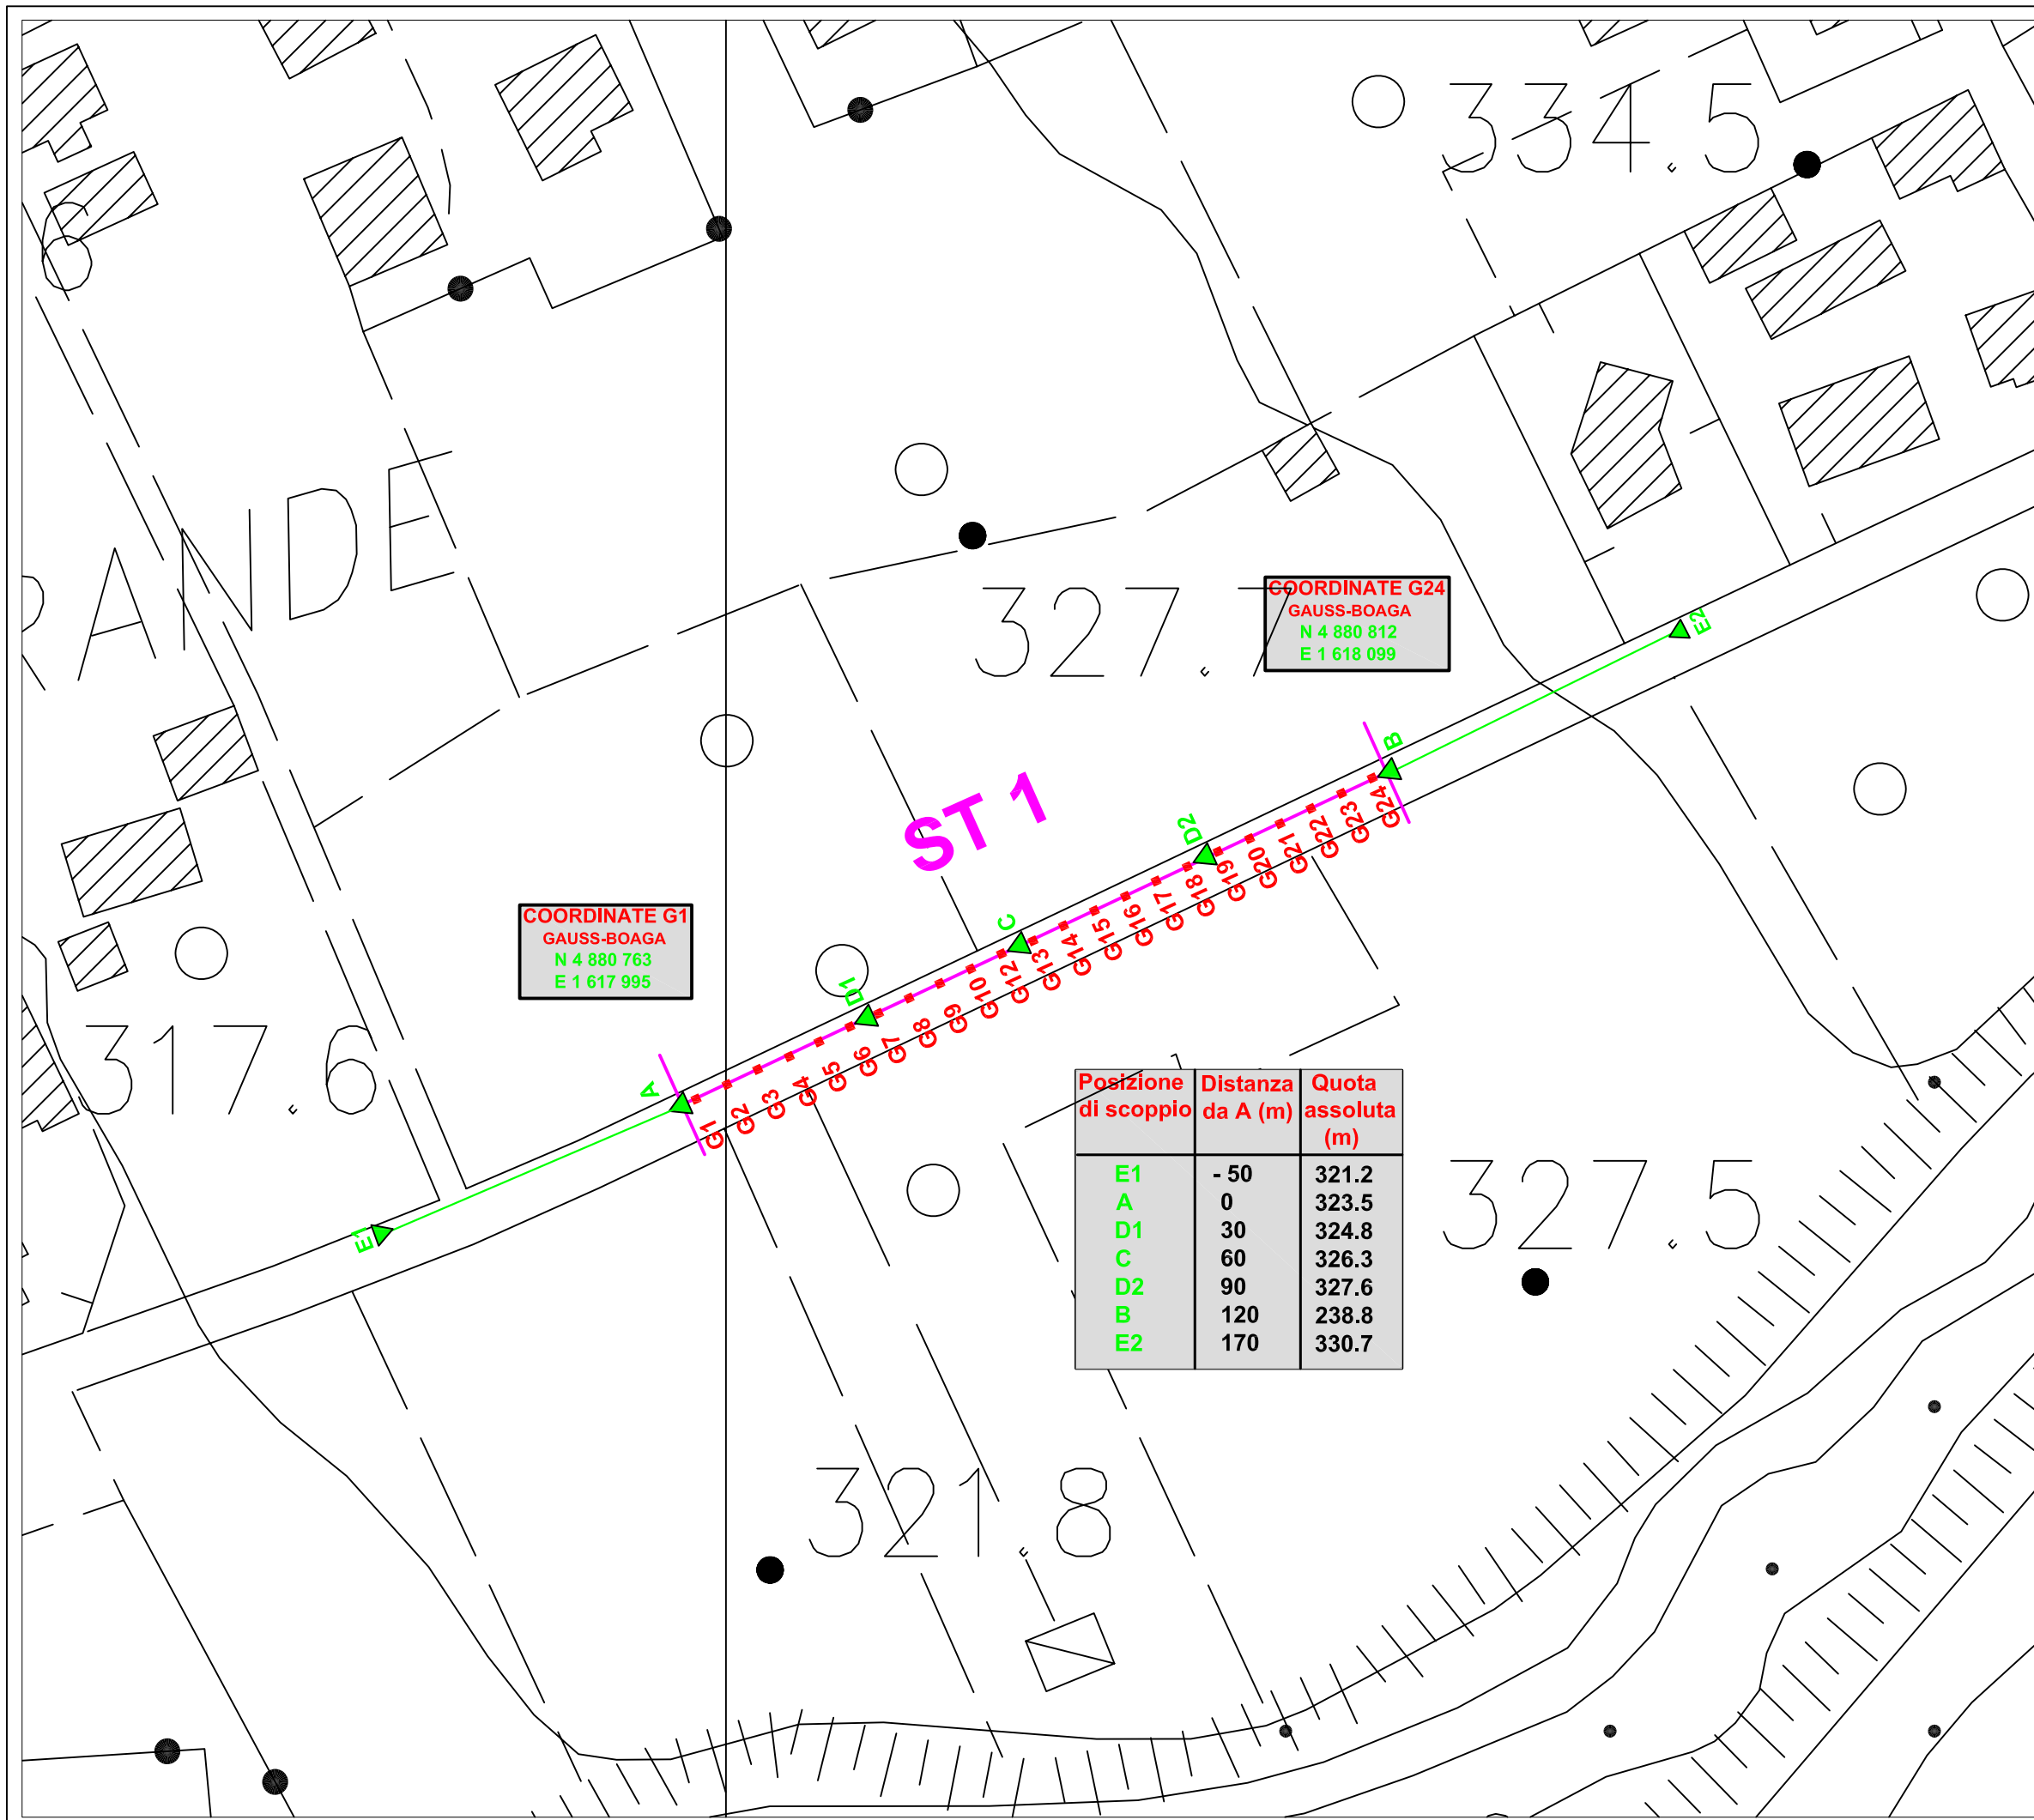 334.5
6
RANDE
327.7
COORDINATE G24
GAUSS-BOAGA
N 4 880 812
E 1 618 099
E2
B
ST 1
D2
C
D1
A
E1
COORDINATE G1
GAUSS-BOAGA
N 4 880 763
E 1 617 995
G1
G2
G3
G4
G5
G6
G7
G8
G9
G10
G12
G13
G14
G15
G16
G17
G18
G19
G20
G21
G22
G23
G24
317.6
Posizione di scoppio Distanza da A (m) Quota assoluta (m)
E1 - 50 321.2
A 0 323.5
D1 30 324.8
C 60 326.3
D2 90 327.6
B 120 238.8
E2 170 330.7
327.5
321.8